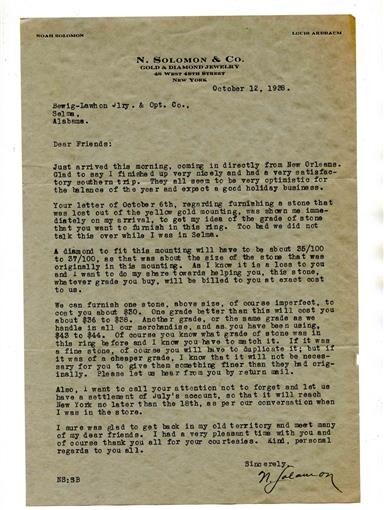 NOAH SOLOMON LOUIS ARDBAUM
N. SOLOMON & CO.
GOLD & DIAMOND JEWELRY
48 WEST 48TH STREET
NEW YORK
October 12, 1928.
Bewig-Lawhon Jlry. & Opt. Co.,
Selma,
Alabama.
Dear Friends:
Just arrived this morning, coming in directly from New Orleans.
Glad to say I finished up very nicely and had a very satisfac-
tory southern trip. They all seem to be very optimistic for
the balance of the year and expect a good holiday business.
Your letter of October 6th, regarding furnishing a stone that
was lost out of the yellow gold mounting, was shown me imme-
diately on my arrival, to get my idea of the grade of stone
that you want to furnish in this ring. Too bad we did not
talk this over while I was in Selma.
A diamond to fit this mounting will have to be about 35/100
to 37/100, as that was about the size of the stone that was
originally in this mounting. As I know it is a loss to you
and I want to do my share towards helping you, this stone,
whatever grade you buy, will be billed to you at exact cost
to us.
We can furnish one stone, above size, of course imperfect, to
cost you about $30. One grade better than this will cost you
about $36 to $38. Another grade, or the same grade as we
handle in all our merchandise, and as you have been using,
$43 to $44. Of course you know what grade of stone was in
this ring before and I know you have to match it. If it was
a fine stone, of course you will have to duplicate it; but if
it was of a cheaper grade, I know that it will not be neces-
sary for you to give them something finer than they had orig-
inally. Please let us hear from you by return mail.
Also, I want to call your attention not to forget and let us
have a settlement of July's account, so that it will reach
New York no later than the 18th, as per our conversation when
I was in the store.
I sure was glad to get back in my old territory and meet many
of my dear friends. I had a very pleasant time with you and
of course thank you all for your courtesies. Kind, personal
regards to you all.
Sincerely,
NS:SB N. Solomon